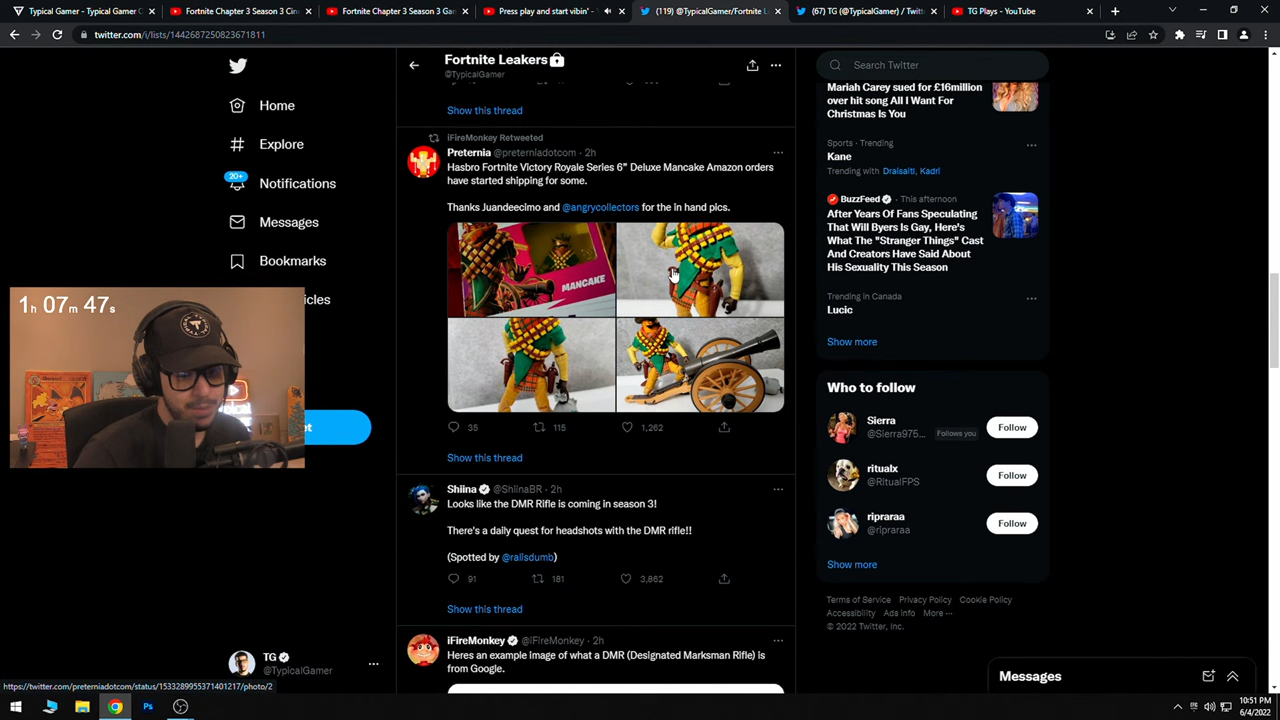 Typical Gamer - Typical Gaming C
Fortnite Chapter 3 Season 3 Cin
Fortnite Chapter 3 Season 3 Ga
Press play and start vibin' -
(119) @TypicalGamer/Fortnite L
(67) TG (@TypicalGamer) / Twitt
TG Plays - YouTube
twitter.com/i/lists/1442687250823671811
Home
Explore
20+
Notifications
Messages
Bookmarks
1h 07m 47s
TG
@TypicalGamer
Fortnite Leakers
@TypicalGamer
Show this thread
iFireMonkey Retweeted
Preternia @preterniadotcom · 2h
Hasbro Fortnite Victory Royale Series 6" Deluxe Mancake Amazon orders
have started shipping for some.
Thanks Juandeecimo and @angrycollectors for the in hand pics.
MANCAKE
35 115 1,262
Show this thread
Shiina @ShiinaBR · 2h
Looks like the DMR Rifle is coming in season 3!
There's a daily quest for headshots with the DMR rifle!!
(Spotted by @ralisdumb)
91 181 3,862
Show this thread
iFireMonkey @iFireMonkey · 2h
Heres an example image of what a DMR (Designated Marksman Rifle) is
from Google.
Search Twitter
Mariah Carey sued for £16million
over hit song All I Want For
Christmas Is You
Sports · Trending
Kane
Trending with Draisaitl, Kadri
BuzzFeed · This afternoon
After Years Of Fans Speculating
That Will Byers Is Gay, Here's
What The "Stranger Things" Cast
And Creators Have Said About
His Sexuality This Season
Trending in Canada
Lucic
Show more
Who to follow
Sierra
@Sierra975... Follows you
Follow
ritualx
@RitualFPS
Follow
ripraraa
@ripraraa
Follow
Show more
Terms of Service Privacy Policy Cookie Policy
Accessibility Ads info More ···
© 2022 Twitter, Inc.
Messages
https://twitter.com/preterniadotcom/status/1533289955371401217/photo/2
10:51 PM
6/4/2022